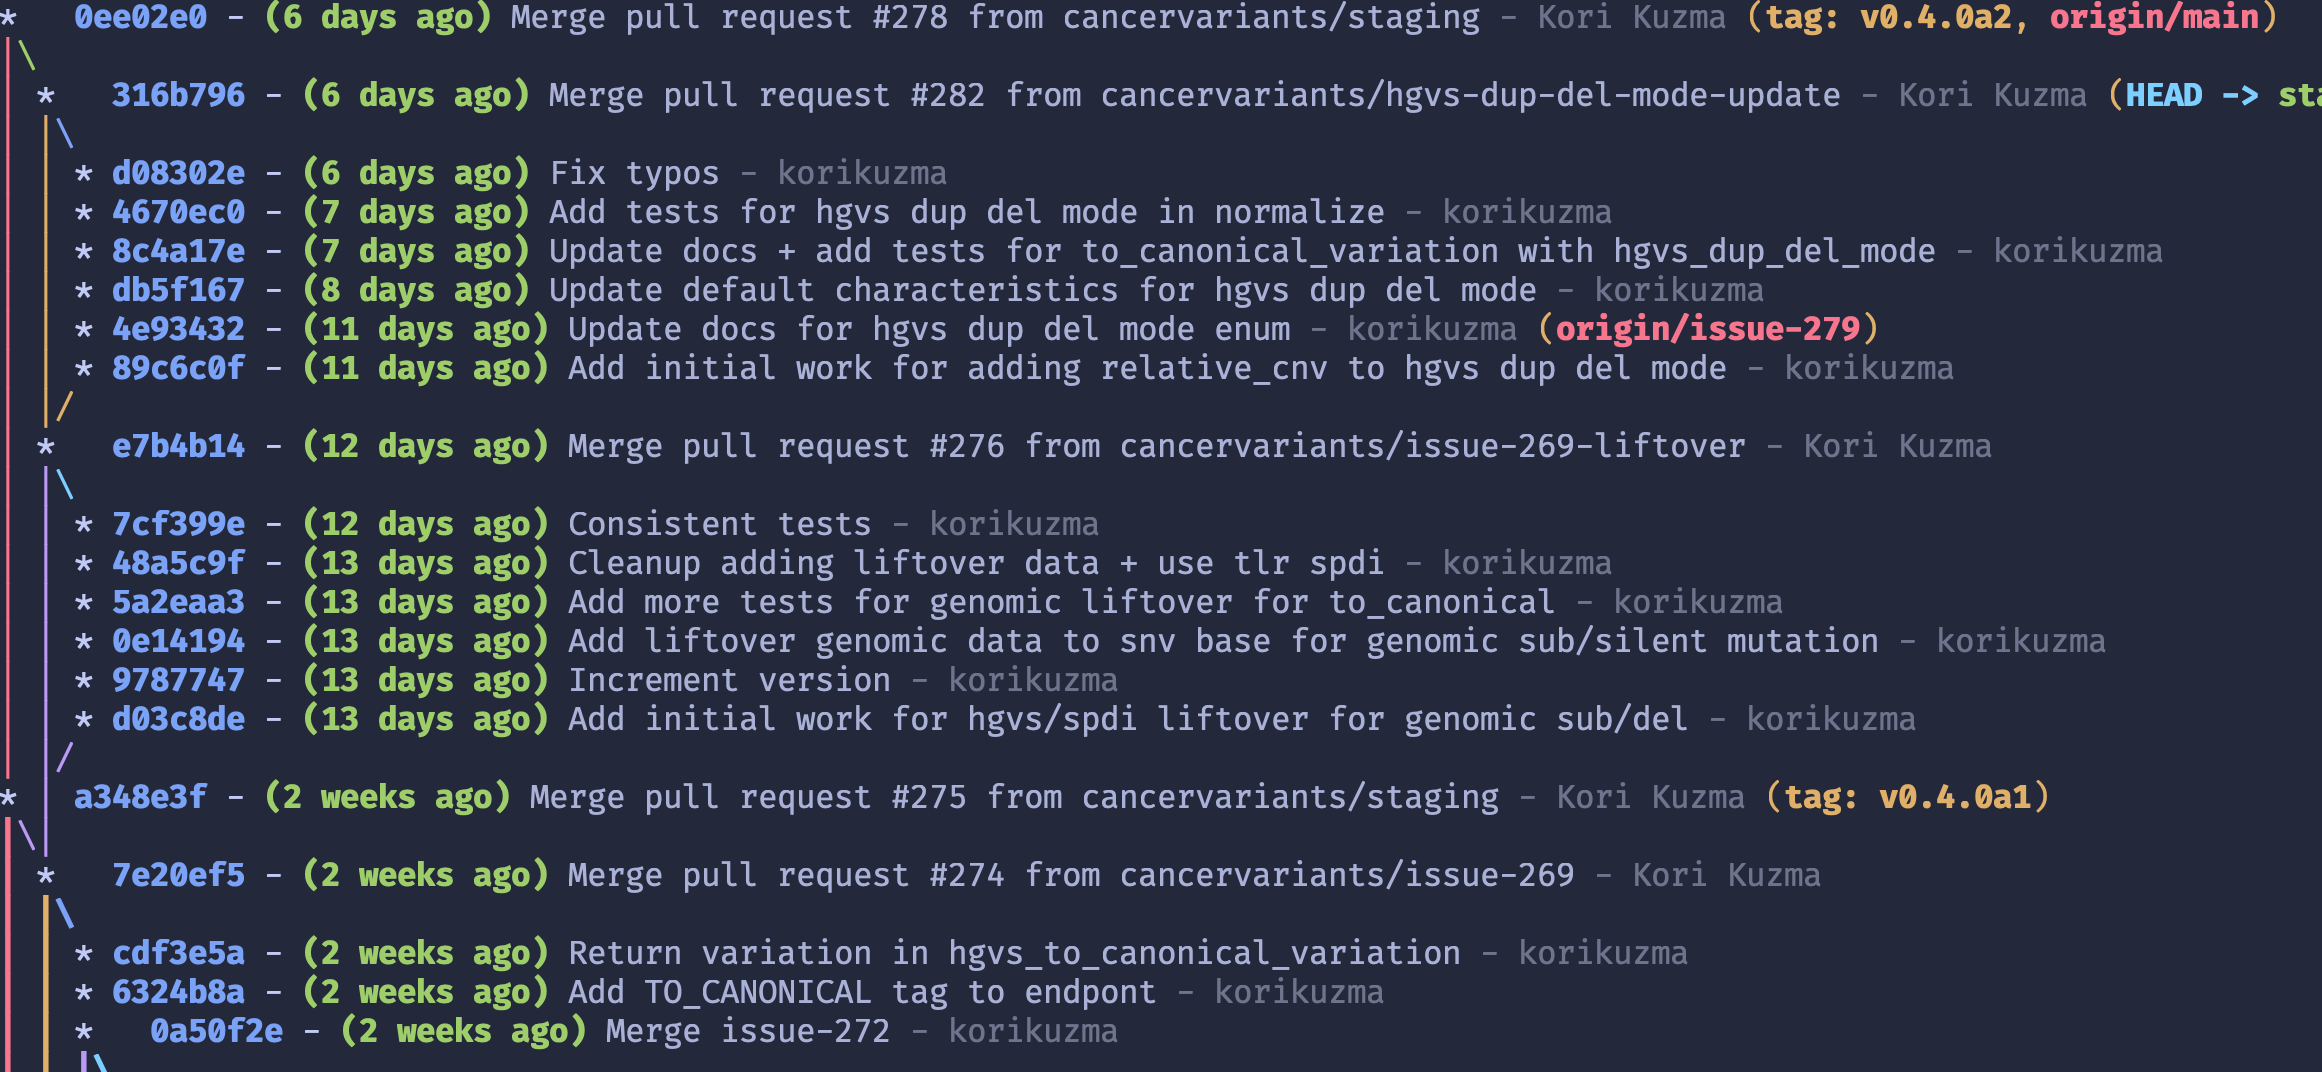 * 0ee02e0 - (6 days ago) Merge pull request #278 from cancervariants/staging - Kori Kuzma (tag: v0.4.0a2, origin/main)
* 316b796 - (6 days ago) Merge pull request #282 from cancervariants/hgvs-dup-del-mode-update - Kori Kuzma (HEAD -> sta
* d08302e - (6 days ago) Fix typos - korikuzma
* 4670ec0 - (7 days ago) Add tests for hgvs dup del mode in normalize - korikuzma
* 8c4a17e - (7 days ago) Update docs + add tests for to_canonical_variation with hgvs_dup_del_mode - korikuzma
* db5f167 - (8 days ago) Update default characteristics for hgvs dup del mode - korikuzma
* 4e93432 - (11 days ago) Update docs for hgvs dup del mode enum - korikuzma (origin/issue-279)
* 89c6c0f - (11 days ago) Add initial work for adding relative_cnv to hgvs dup del mode - korikuzma
* e7b4b14 - (12 days ago) Merge pull request #276 from cancervariants/issue-269-liftover - Kori Kuzma
* 7cf399e - (12 days ago) Consistent tests - korikuzma
* 48a5c9f - (13 days ago) Cleanup adding liftover data + use tlr spdi - korikuzma
* 5a2eaa3 - (13 days ago) Add more tests for genomic liftover for to_canonical - korikuzma
* 0e14194 - (13 days ago) Add liftover genomic data to snv base for genomic sub/silent mutation - korikuzma
* 9787747 - (13 days ago) Increment version - korikuzma
* d03c8de - (13 days ago) Add initial work for hgvs/spdi liftover for genomic sub/del - korikuzma
* a348e3f - (2 weeks ago) Merge pull request #275 from cancervariants/staging - Kori Kuzma (tag: v0.4.0a1)
* 7e20ef5 - (2 weeks ago) Merge pull request #274 from cancervariants/issue-269 - Kori Kuzma
* cdf3e5a - (2 weeks ago) Return variation in hgvs_to_canonical_variation - korikuzma
* 6324b8a - (2 weeks ago) Add TO_CANONICAL tag to endpont - korikuzma
* 0a50f2e - (2 weeks ago) Merge issue-272 - korikuzma